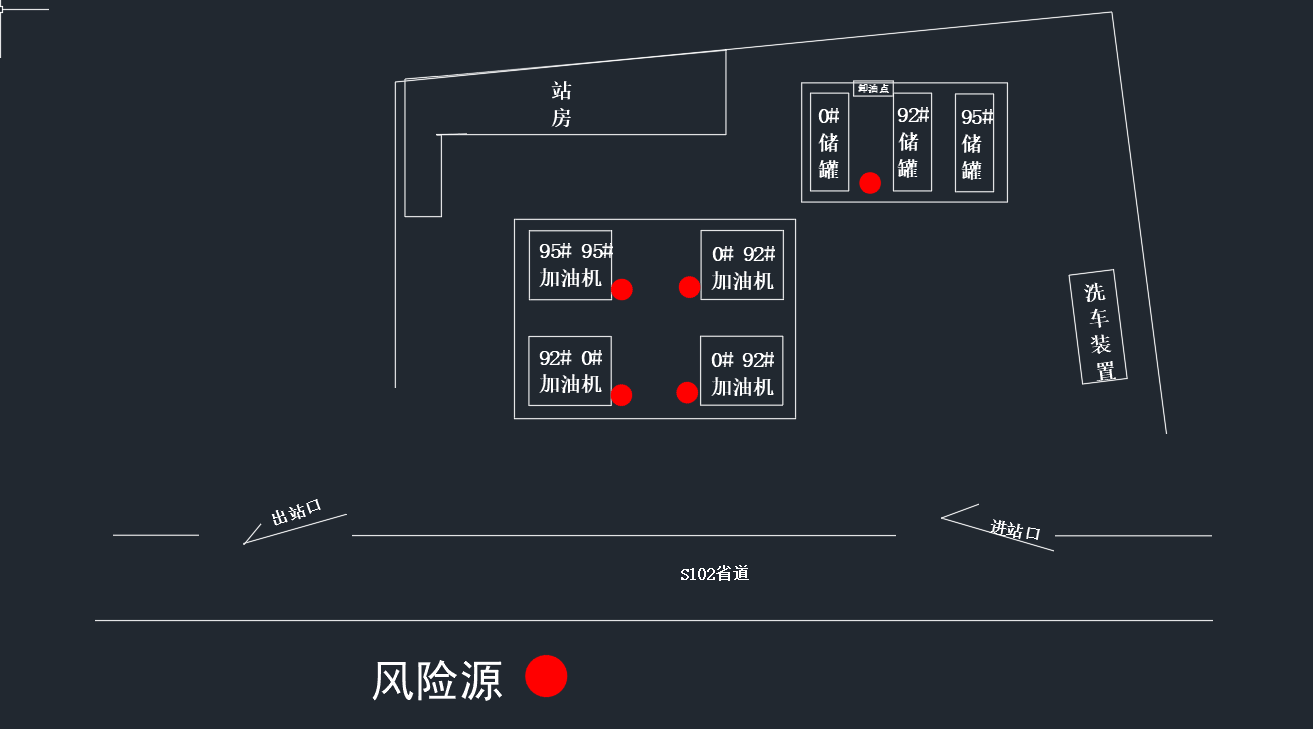 站
房
卸油点
0#
储
罐
92#
储
罐
95#
储
罐
95# 95#
加油机
0# 92#
加油机
92# 0#
加油机
0# 92#
加油机
洗
车
装
置
出站口
进站口
S102省道
风险源